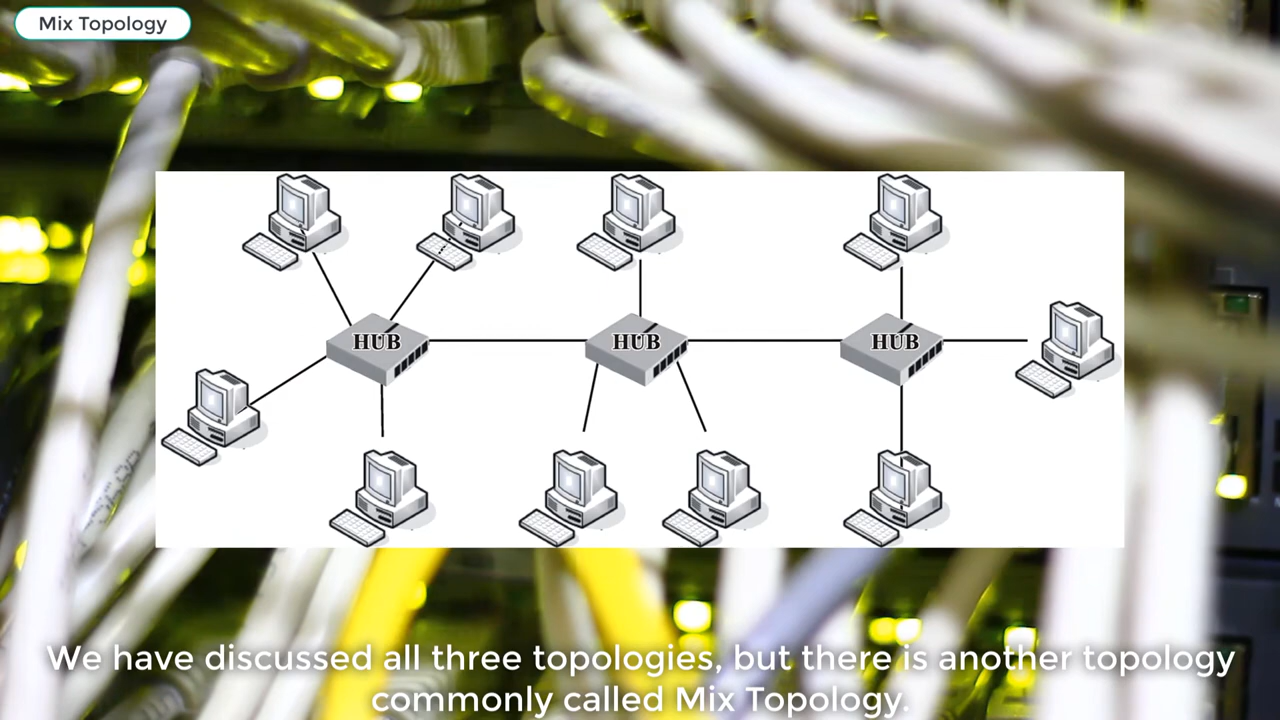 Mix Topology
HUB HUB HUB
We have discussed all three topologies, but there is another topology
commonly called Mix Topology.